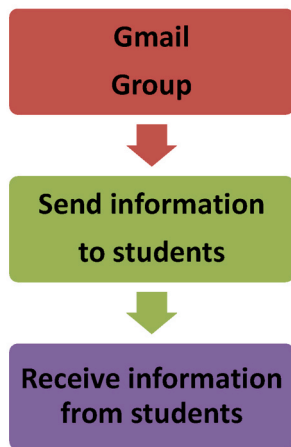 Gmail
Group
Send information
to students
Receive information
from students